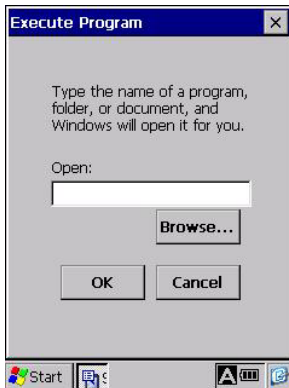 Execute Program
Type the name of a program,
folder, or document, and
Windows will open it for you.
Open:
Browse...
OK
Cancel
Start
A